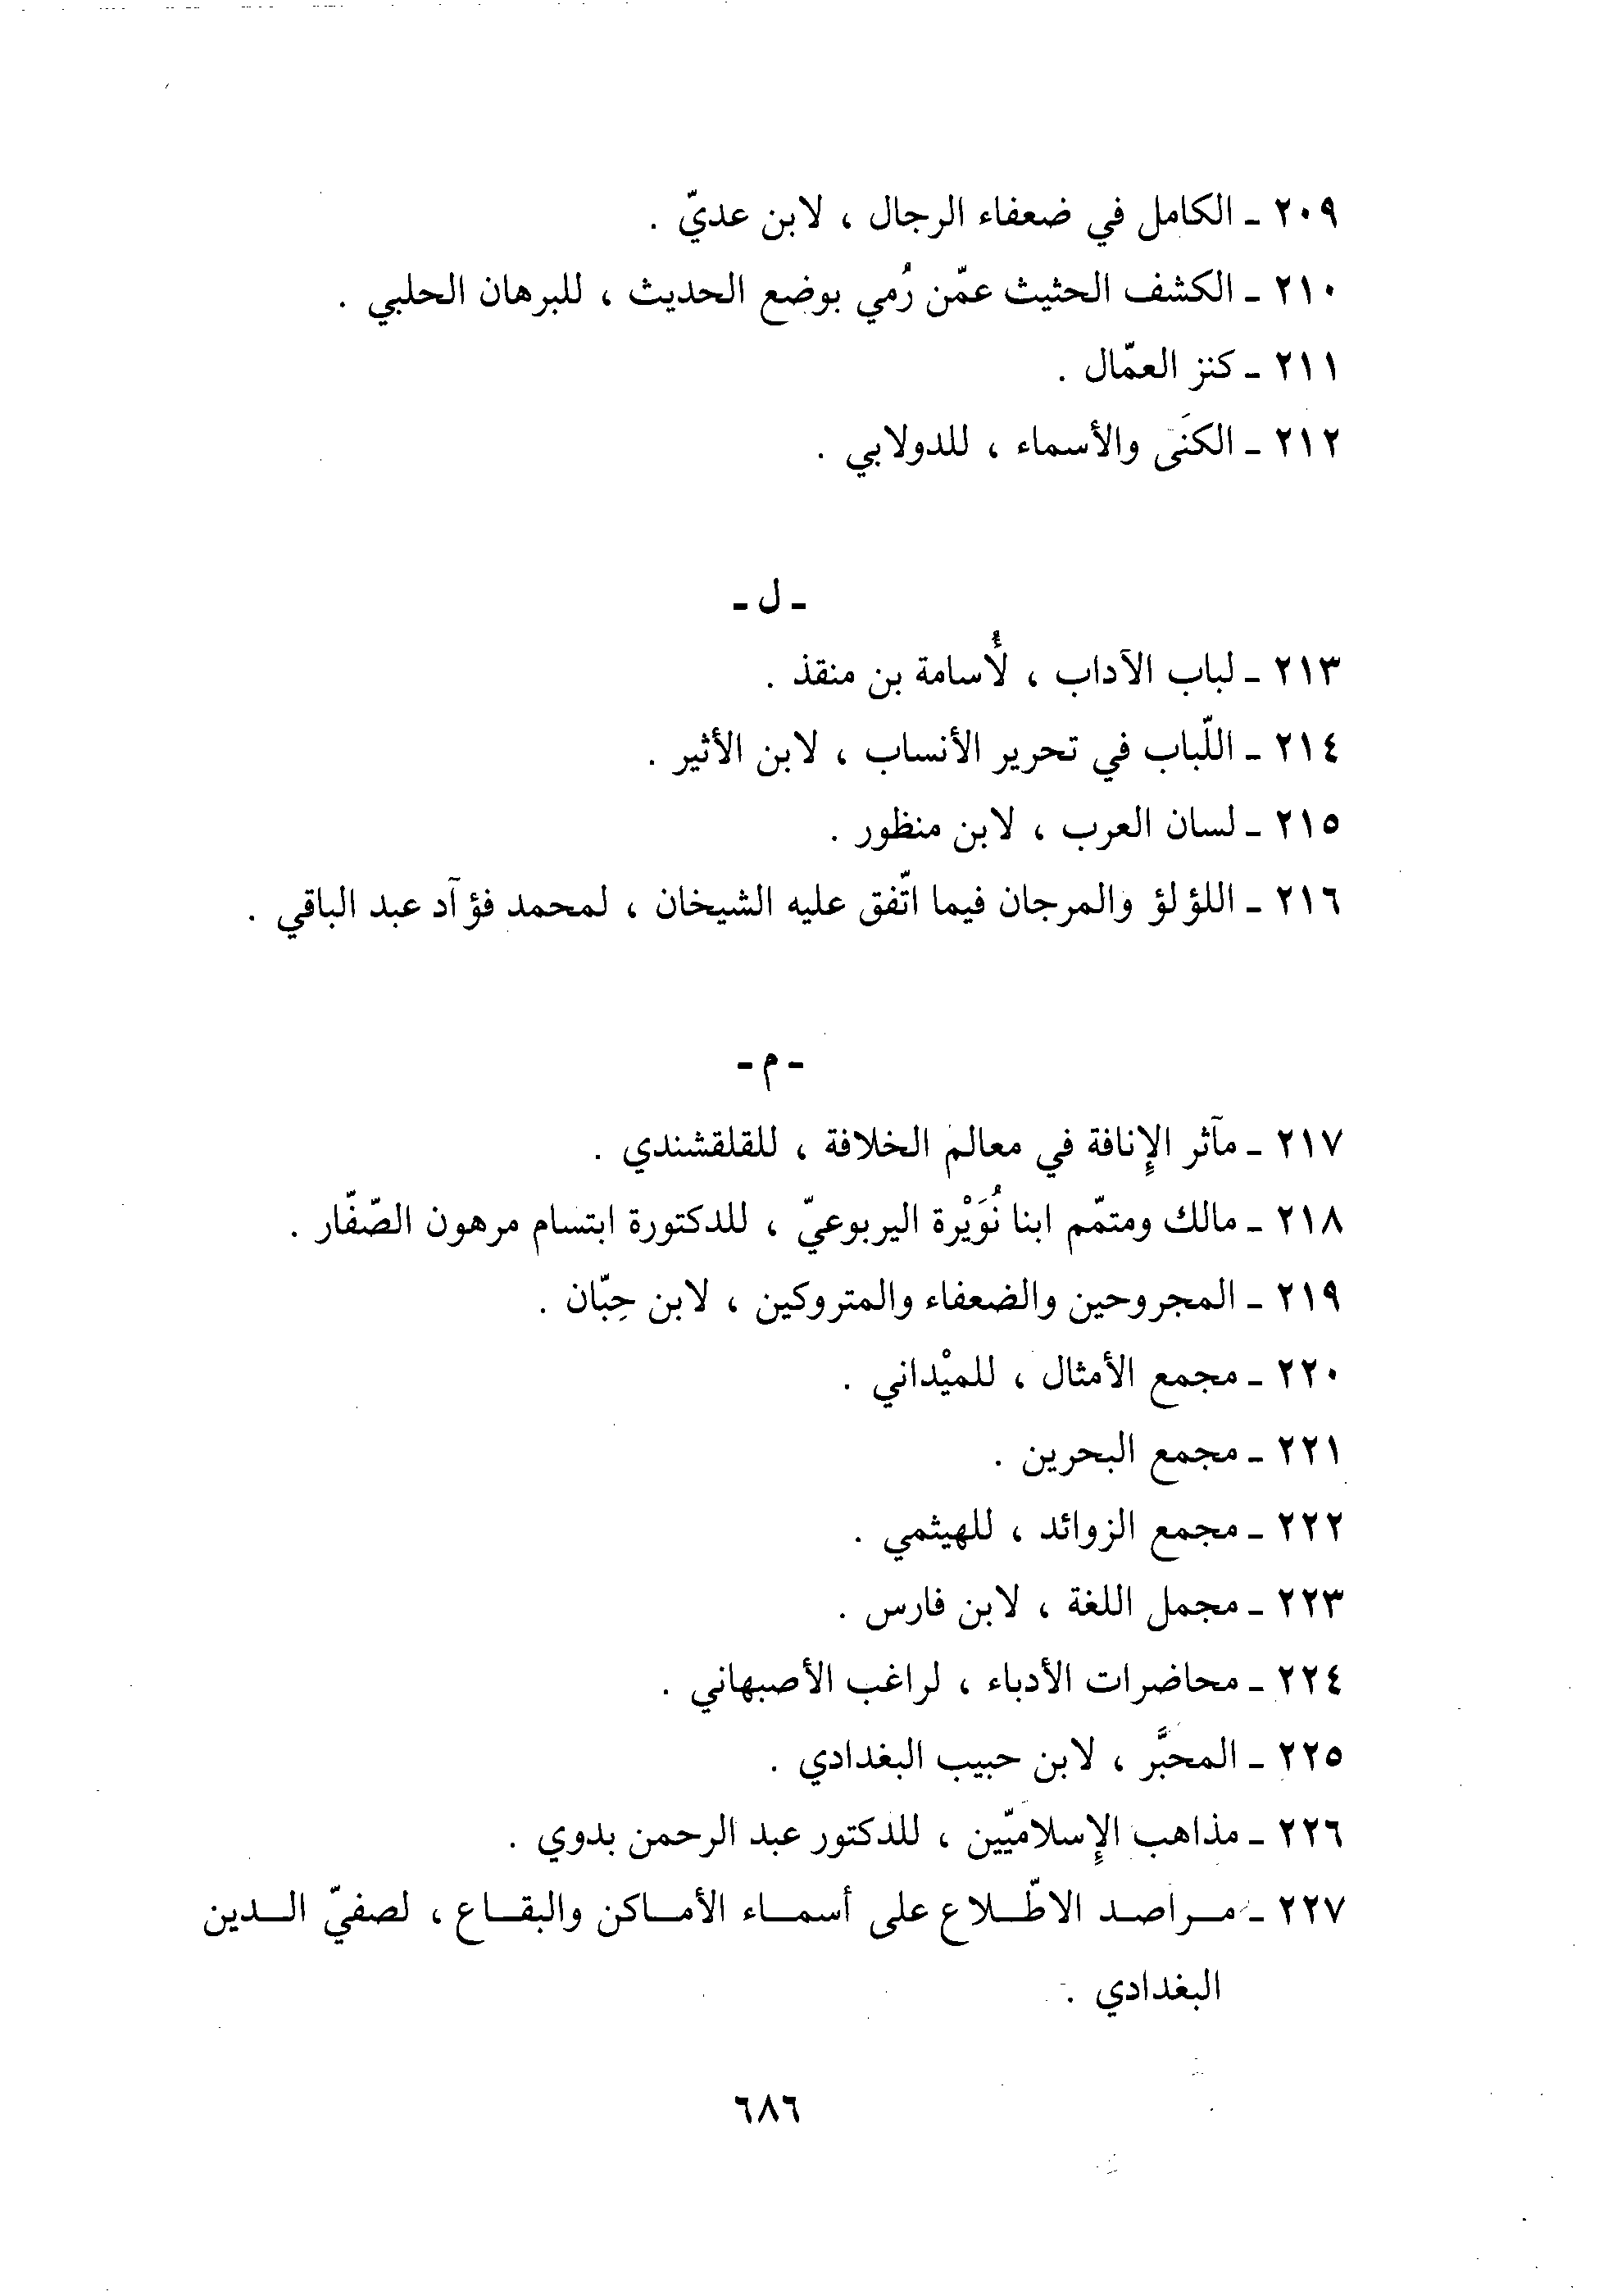 ٢٠٩ ـ الكامل في ضعفاء الرجال ، لابن عديّ .
٢١٠ ـ الكشف الحثيث عمّن رُمي بوضع الحديث ، للبرهان الحلبي .
٢١١ ـ كنز العمّال .
٢١٢ ـ الكنَى والأسماء ، للدولابي .
ـ ل ـ
٢١٣ ـ لباب الآداب ، لأُسامة بن منقذ .
٢١٤ ـ اللّباب في تحرير الأنساب ، لابن الأثير .
٢١٥ ـ لسان العرب ، لابن منظور .
٢١٦ ـ اللؤلؤ والمرجان فيما اتّفق عليه الشيخان ، لمحمد فؤآد عبد الباقي .
ـ م ـ
٢١٧ ـ مآثر الإنافة في معالم الخلافة ، للقلقشندي .
٢١٨ ـ مالك ومتمّم ابنا نُوَيْرة اليربوعيّ ، للدكتورة ابتسام مرهون الصّفّار .
٢١٩ ـ المجروحين والضعفاء والمتروكين ، لابن حِبّان .
٢٢٠ ـ مجمع الأمثال ، للميْداني .
٢٢١ ـ مجمع البحرين .
٢٢٢ ـ مجمع الزوائد ، للهيثمي .
٢٢٣ ـ مجمل اللغة ، لابن فارس .
٢٢٤ ـ محاضرات الأدباء ، لراغب الأصبهاني .
٢٢٥ ـ المحبَّر ، لابن حبيب البغدادي .
٢٢٦ ـ مذاهب الإسلاميّين ، للدكتور عبد الرحمن بدوي .
٢٢٧ ـ مـراصـد الاطّـلاع على أسمـاء الأمـاكن والبقـاع ، لصفيّ الـدين
البغدادي .
٦٨٦